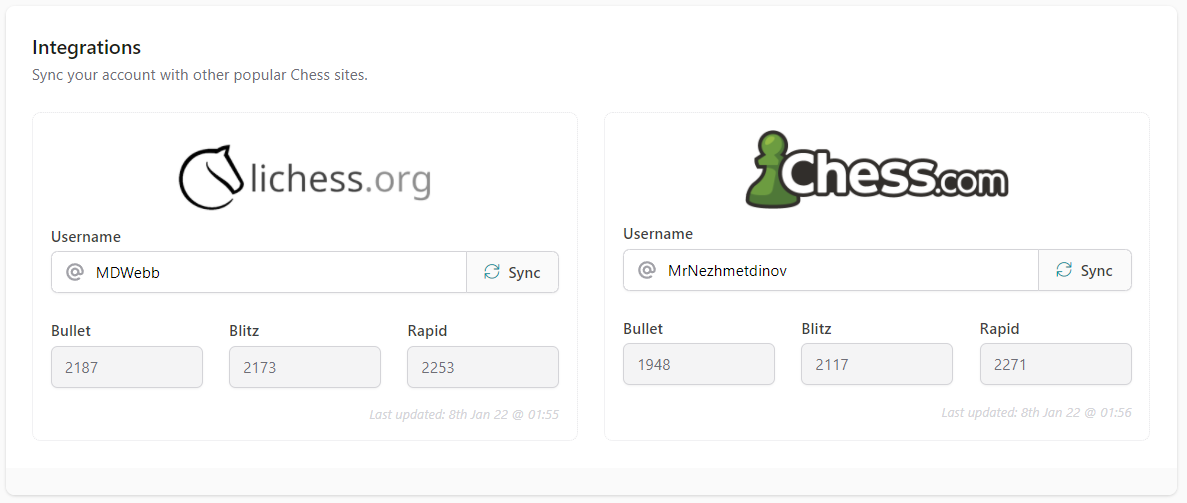 Integrations
Sync your account with other popular Chess sites.
lichess.org
Username
@ MDWebb Sync
Bullet Blitz Rapid
2187 2173 2253
Last updated: 8th Jan 22 @ 01:55
Chess.com
Username
@ MrNezhmetdinov Sync
Bullet Blitz Rapid
1948 2117 2271
Last updated: 8th Jan 22 @ 01:56